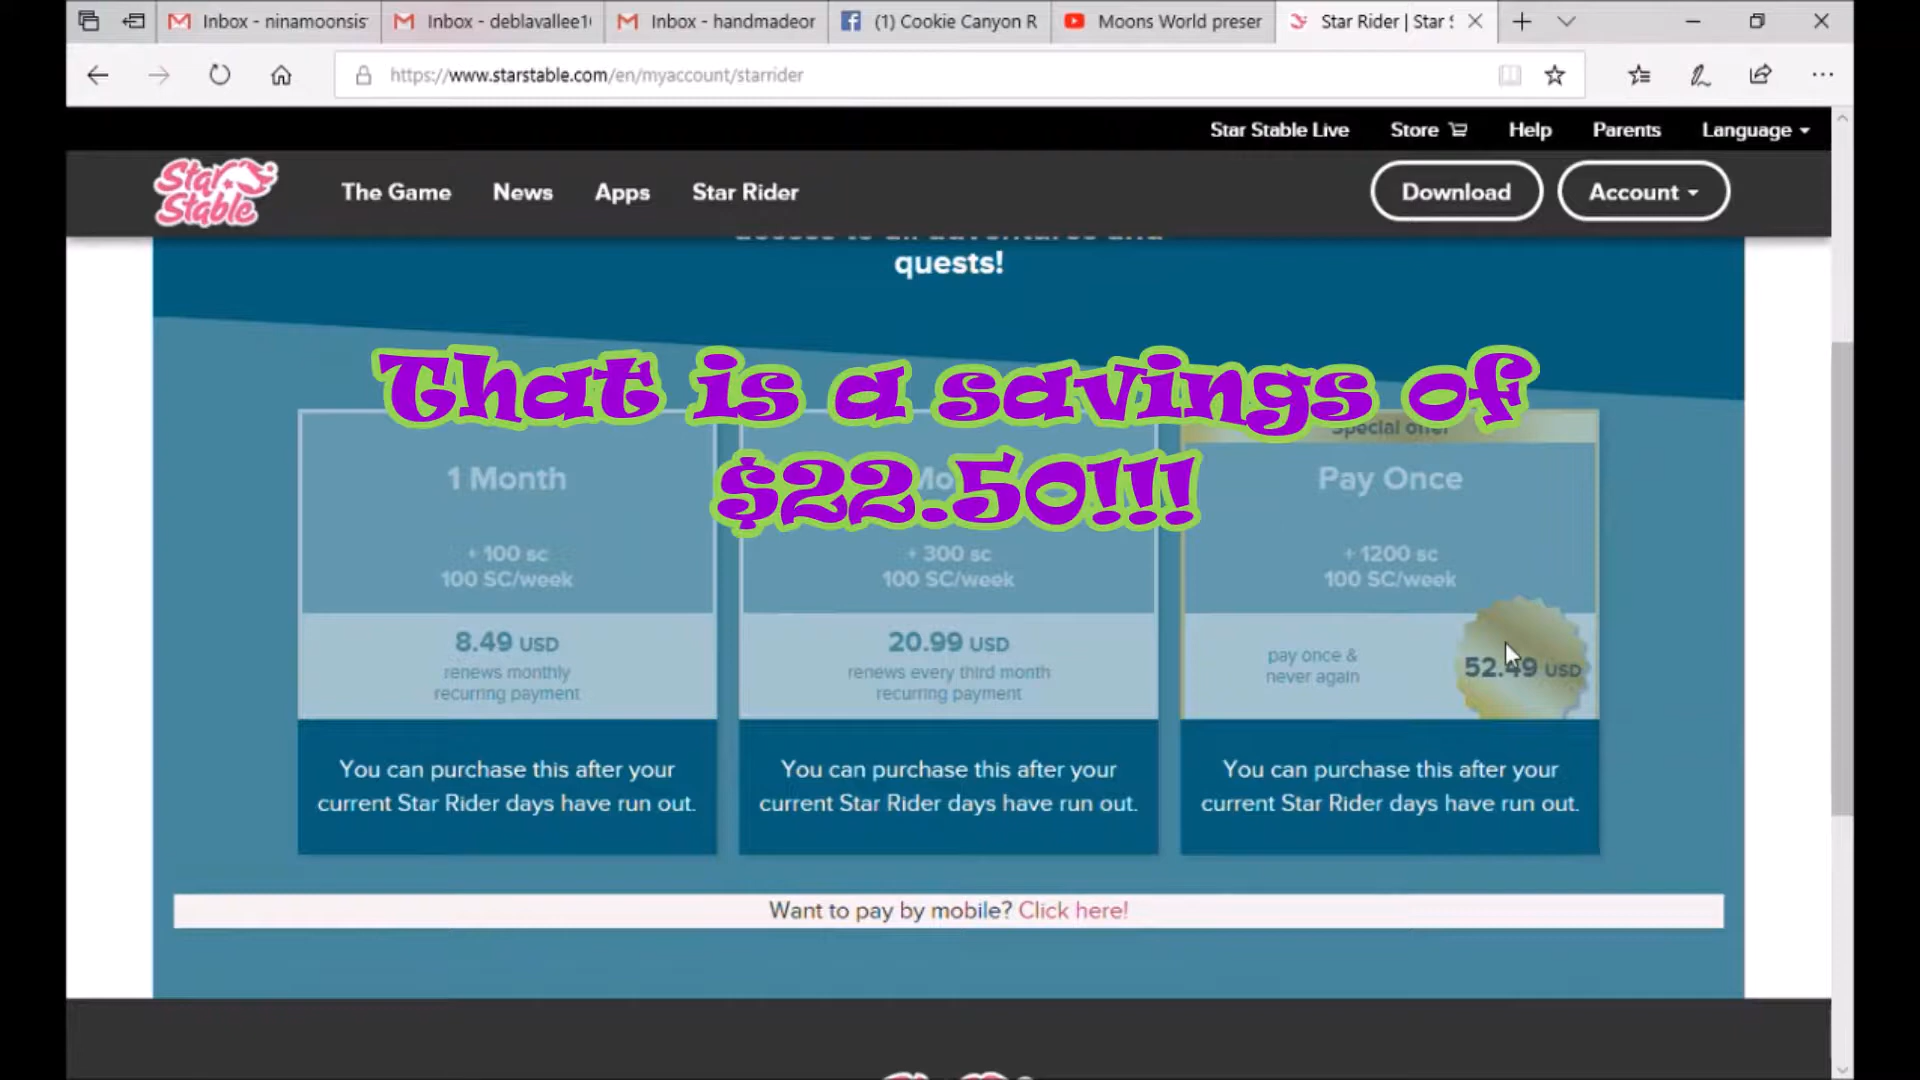 Inbox - ninamoonsis
Inbox - deblavallee1
Inbox - handmadeor
(1) Cookie Canyon R
Moons World preser
Star Rider | Star S
https://www.starstable.com/en/myaccount/starrider
Star Stable Live
Store
Help
Parents
Language
Star Stable
The Game
News
Apps
Star Rider
Download
Account
quests!
That is a savings of
$22.50!!!
Special offer
1 Month
Pay Once
+ 100 sc
100 SC/week
+ 300 sc
100 SC/week
+ 1200 sc
100 SC/week
8.49 USD
renews monthly
recurring payment
20.99 USD
renews every third month
recurring payment
pay once &
never again
52.49 USD
You can purchase this after your
current Star Rider days have run out.
You can purchase this after your
current Star Rider days have run out.
You can purchase this after your
current Star Rider days have run out.
Want to pay by mobile? Click here!